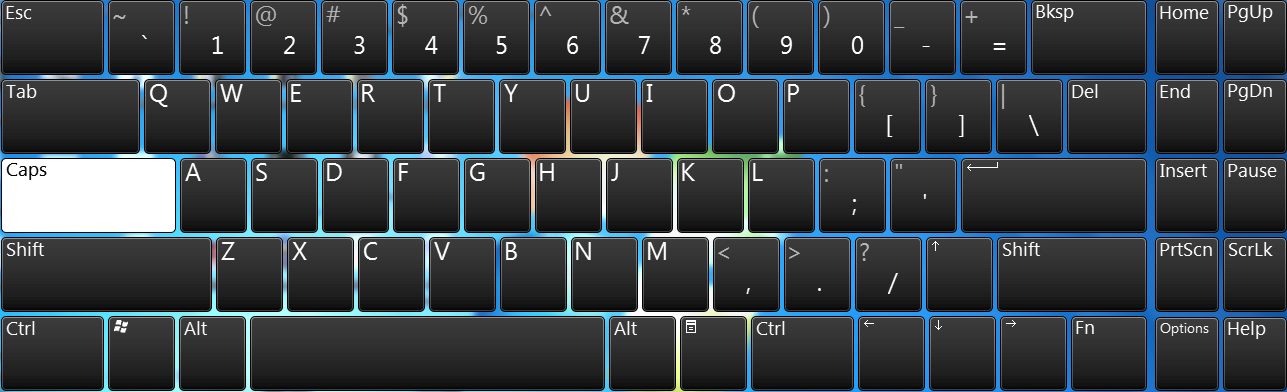 Esc ~ ` ! 1 @ 2 # 3 $ 4 % 5 ^ 6 & 7 * 8 ( 9 ) 0 _ - + = Bksp Home PgUp
Tab Q W E R T Y U I O P { [ } ] | \ Del End PgDn
Caps A S D F G H J K L : ; " ' Insert Pause
Shift Z X C V B N M < , > . ? / ↑ Shift PrtScn ScrLk
Ctrl Alt Alt Ctrl ← ↓ → Fn Options Help